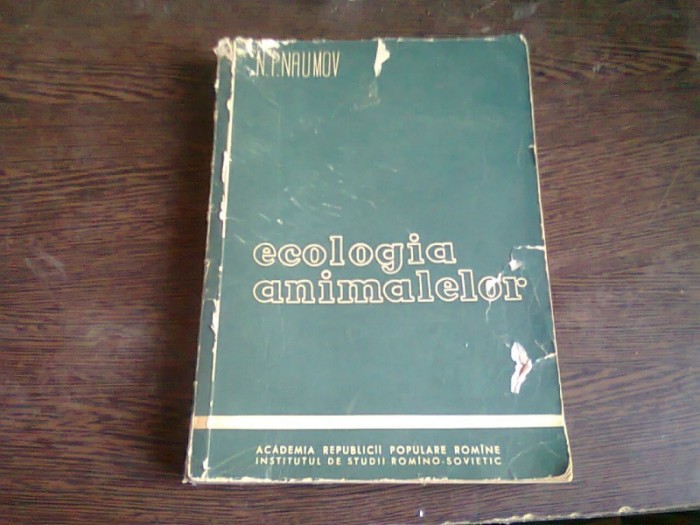 N.P.NAUMOV
ecologia
animalelor
ACADEMIA REPUBLICII POPULARE ROMÎNE
INSTITUTUL DE STUDII ROMÎNO-SOVIETIC